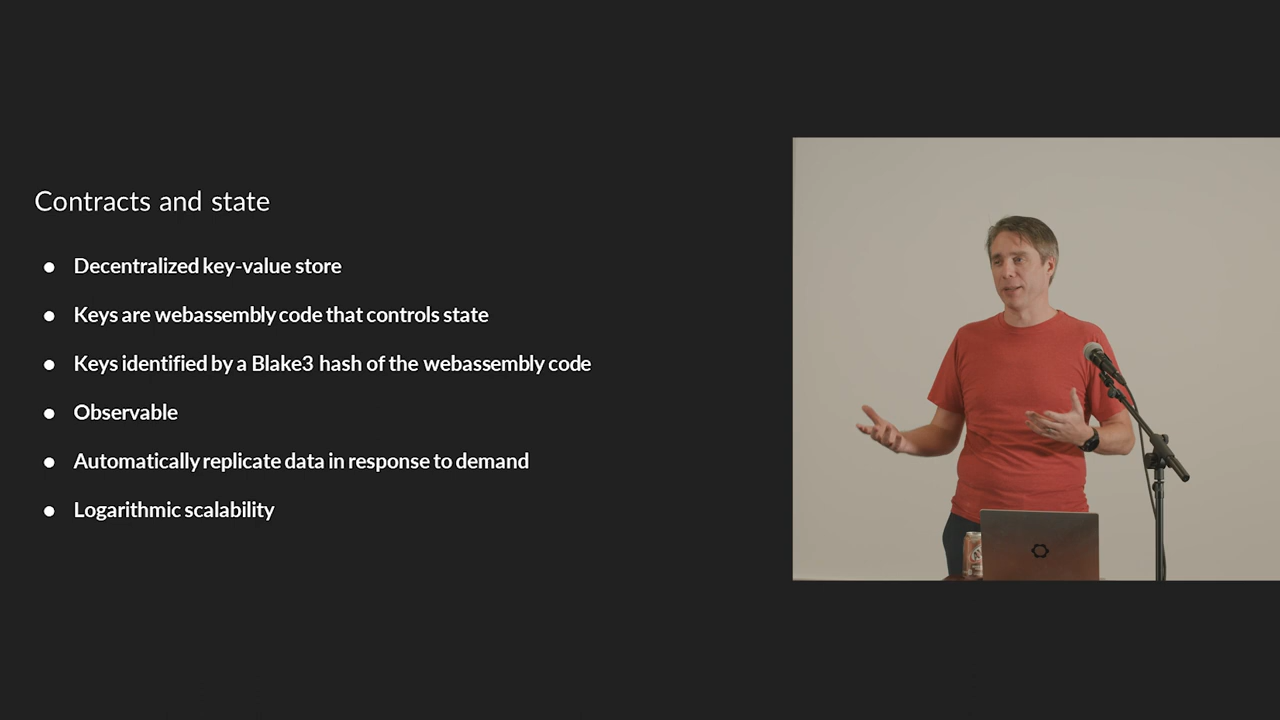 Contracts and state
Decentralized key-value store
Keys are webassembly code that controls state
Keys identified by a Blake3 hash of the webassembly code
Observable
Automatically replicate data in response to demand
Logarithmic scalability